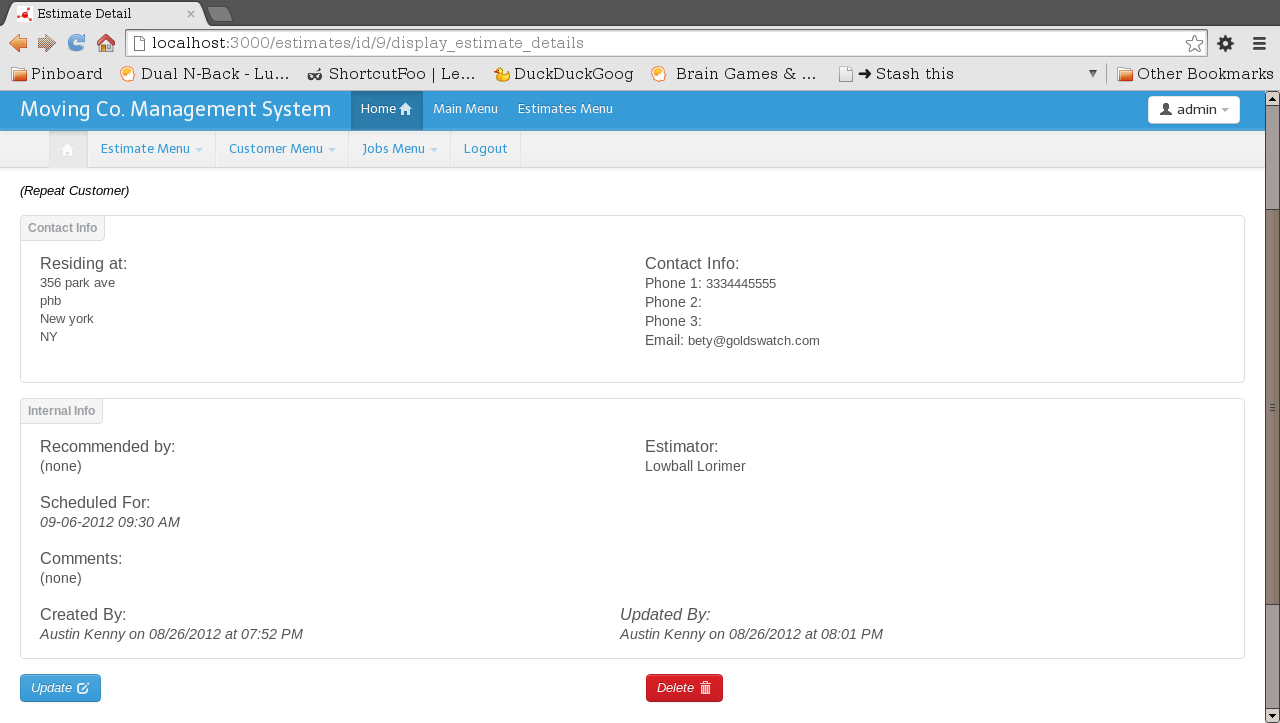 Estimate Detail
localhost:3000/estimates/id/9/display_estimate_details
Pinboard Dual N-Back - Lu... ShortcutFoo | Le... DuckDuckGoog Brain Games & ... ➜ Stash this Other Bookmarks
Moving Co. Management System Home Main Menu Estimates Menu admin
Estimate Menu Customer Menu Jobs Menu Logout
(Repeat Customer)
Contact Info
Residing at:
356 park ave
phb
New york
NY
Contact Info:
Phone 1: 3334445555
Phone 2:
Phone 3:
Email: bety@goldswatch.com
Internal Info
Recommended by:
(none)
Estimator:
Lowball Lorimer
Scheduled For:
09-06-2012 09:30 AM
Comments:
(none)
Created By:
Austin Kenny on 08/26/2012 at 07:52 PM
Updated By:
Austin Kenny on 08/26/2012 at 08:01 PM
Update Delete